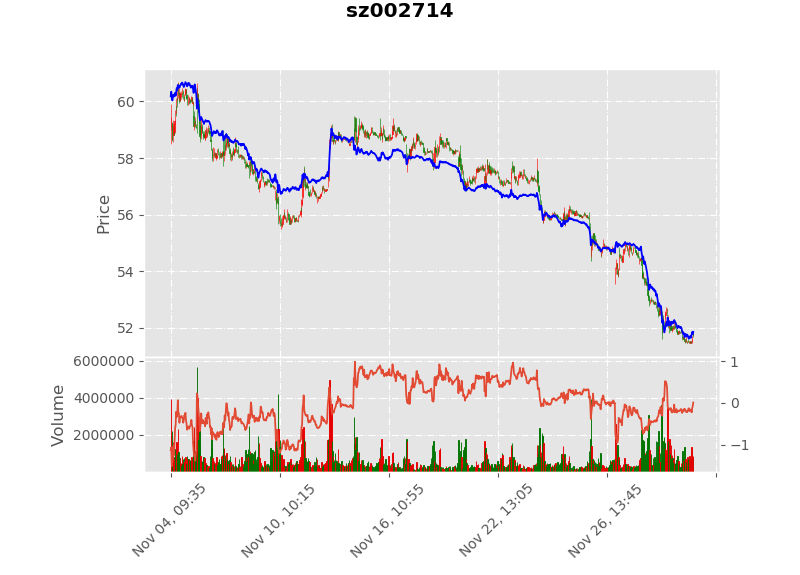 sz002714
60
58
56
54
52
Price
6000000
4000000
2000000
Volume
1
0
−1
Nov 04, 09:35
Nov 10, 10:15
Nov 16, 10:55
Nov 22, 13:05
Nov 26, 13:45